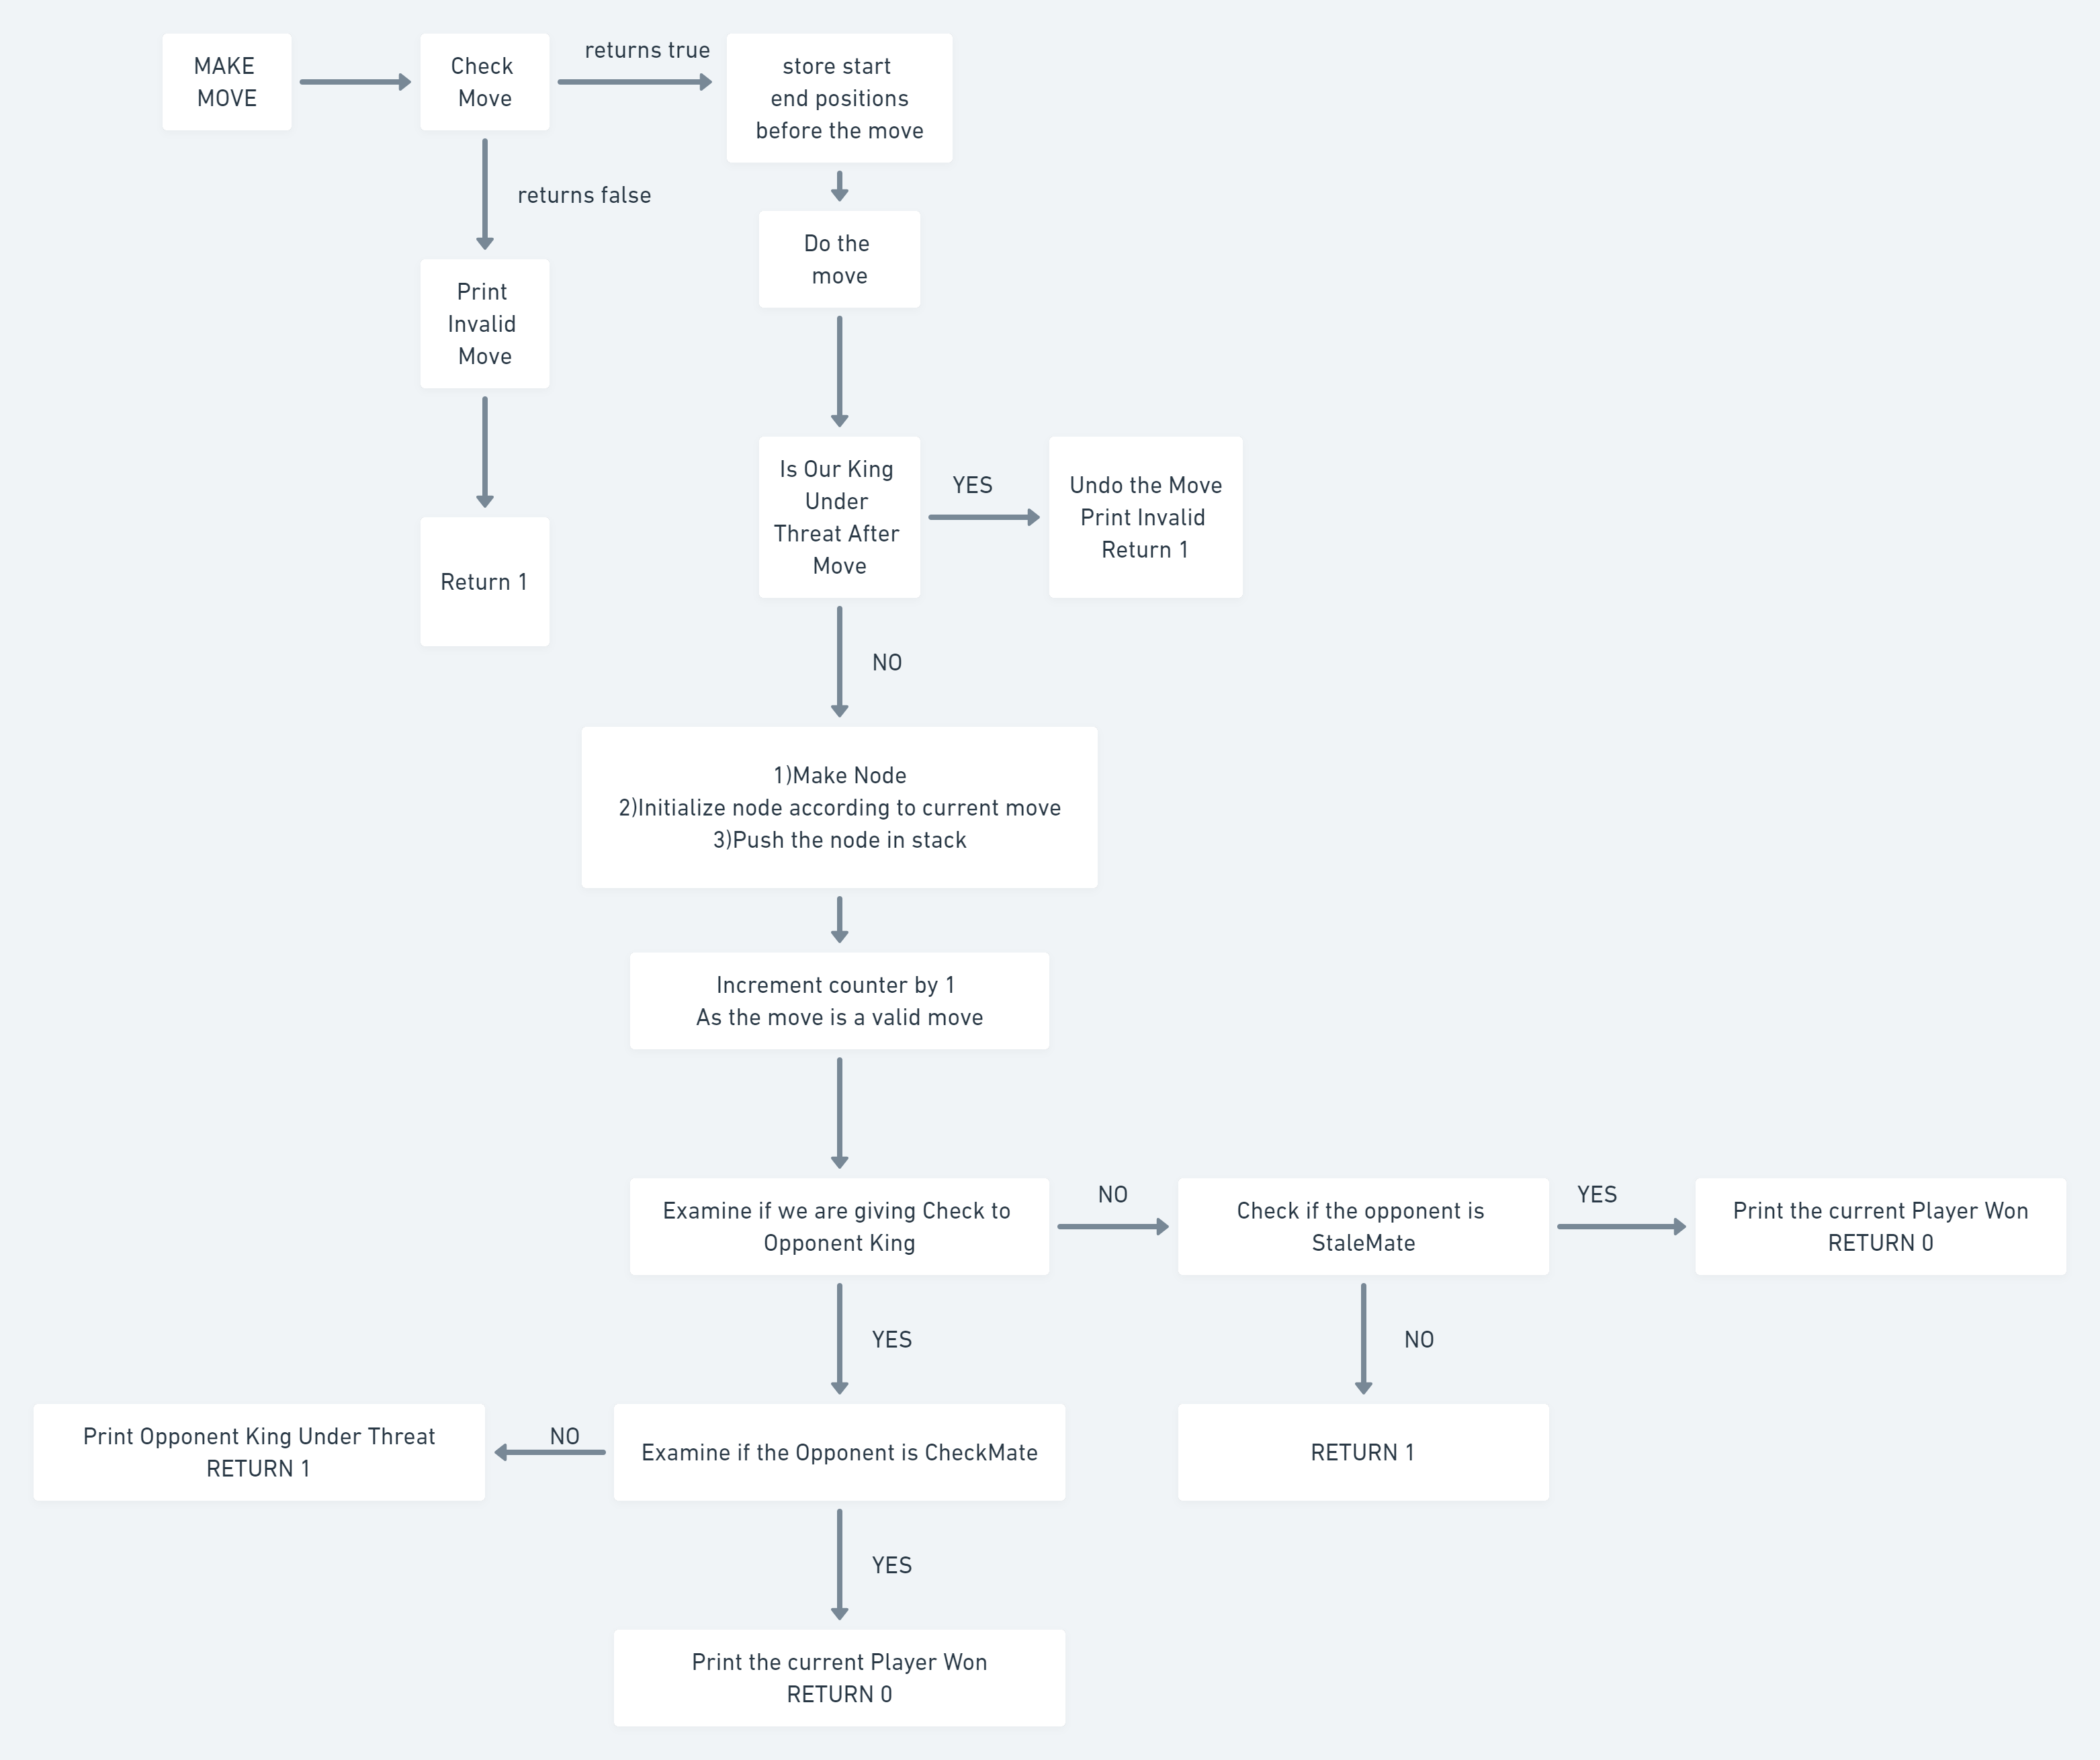 MAKE
MOVE
Check
Move
returns true
store start
end positions
before the move
returns false
Do the
move
Print
Invalid
Move
Return 1
Is Our King
Under
Threat After
Move
YES
Undo the Move
Print Invalid
Return 1
NO
1)Make Node
2)Initialize node according to current move
3)Push the node in stack
Increment counter by 1
As the move is a valid move
Examine if we are giving Check to
Opponent King
NO
Check if the opponent is
StaleMate
YES
Print the current Player Won
RETURN 0
YES
NO
Print Opponent King Under Threat
RETURN 1
NO
Examine if the Opponent is CheckMate
RETURN 1
YES
Print the current Player Won
RETURN 0